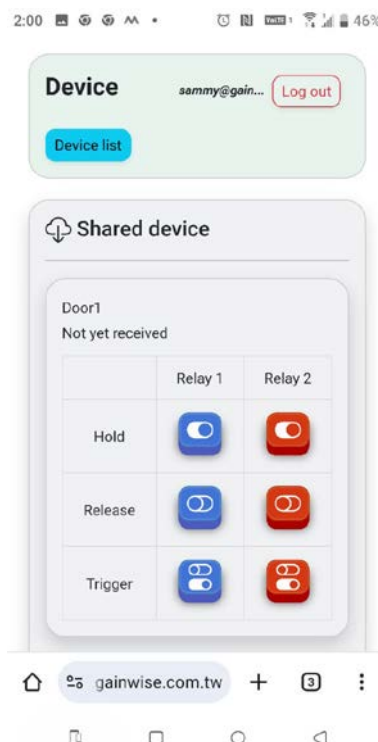 2:00 46%
Device sammy@gain... Log out
Device list
Shared device
Door1
Not yet received
Relay 1 Relay 2
Hold
Release
Trigger
gainwise.com.tw 3